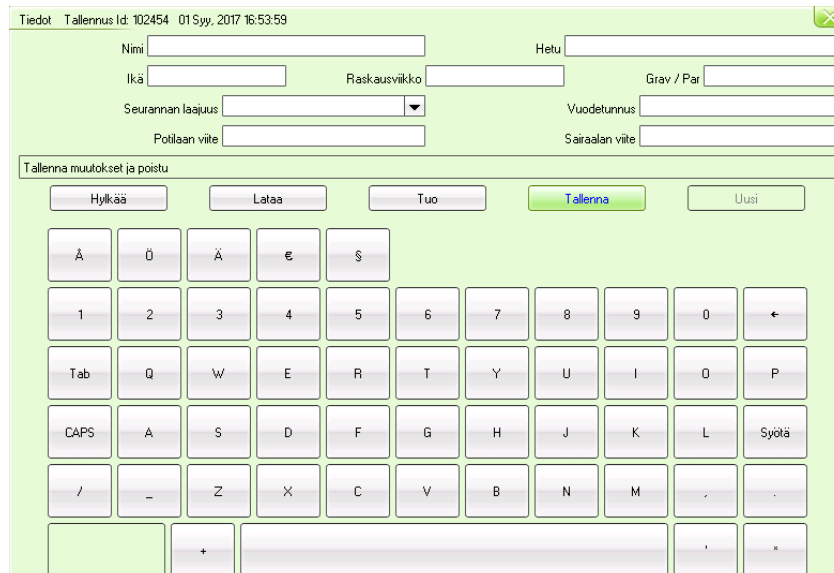 Tiedot Tallennus Id: 102454 01 Syy, 2017 16:53:59
Nimi Hetu
Ikä Raskausviikko Grav / Par
Seurannan laajuus Vuodetunnus
Potilaan viite Sairaalan viite
Tallenna muutokset ja poistu
Hylkää Lataa Tuo Tallenna Uusi
Å Ö Ä € §
1 2 3 4 5 6 7 8 9 0 ←
Tab Q W E R T Y U I O P
CAPS A S D F G H J K L Syötä
/ _ Z X C V B N M , .
+ ' *